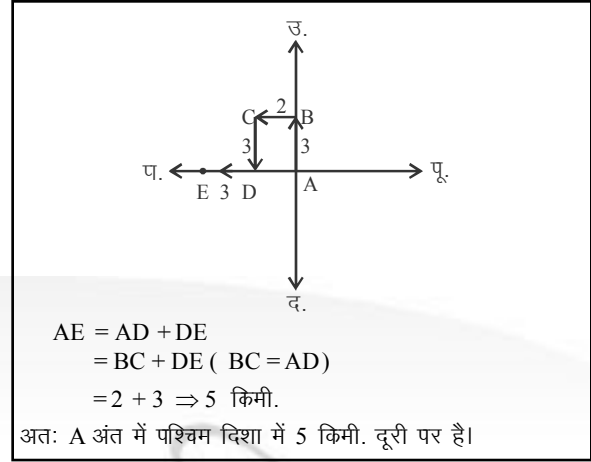 उ.
C 2 B
3 3
प. पू.
E 3 D A
द.
AE = AD + DE
= BC + DE ( BC = AD)
= 2 + 3 ⇒ 5 किमी.
अतः A अंत में पश्चिम दिशा में 5 किमी. दूरी पर है।